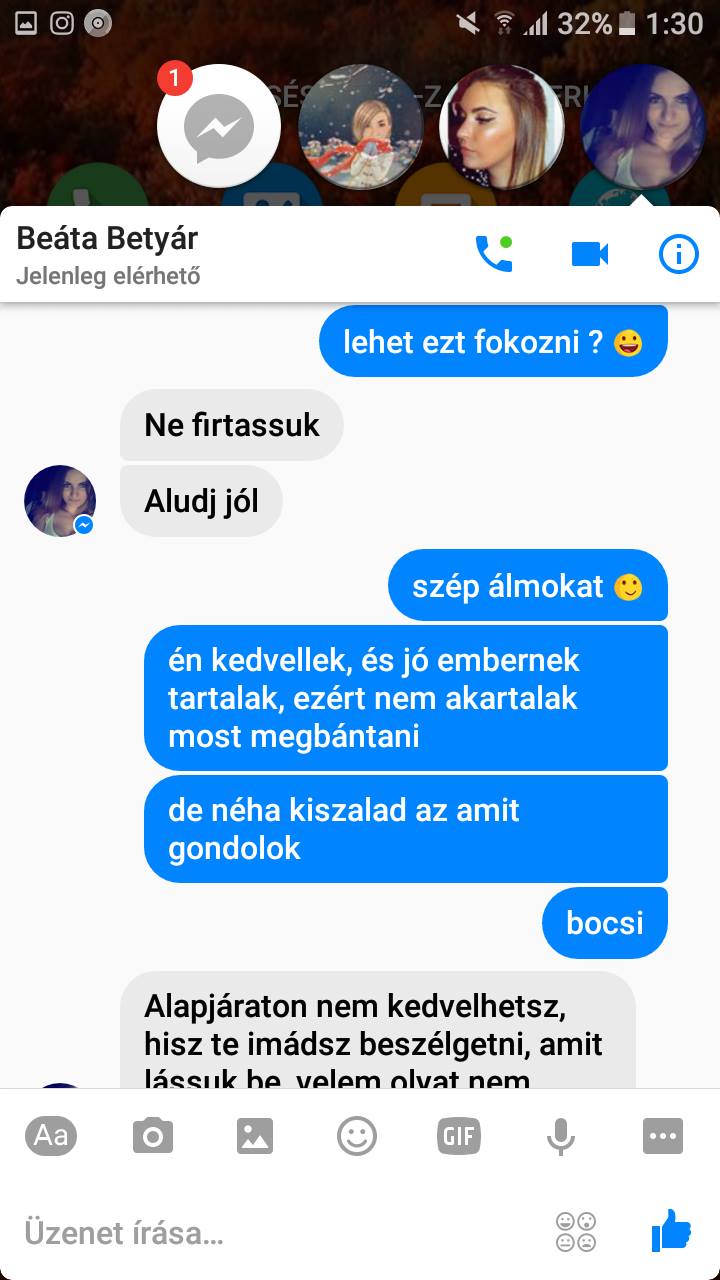 32% 1:30
1
Beáta Betyár
Jelenleg elérhető
lehet ezt fokozni ? 😀
Ne firtassuk
Aludj jól
szép álmokat 🙂
én kedvellek, és jó embernek
tartalak, ezért nem akartalak
most megbántani
de néha kiszalad az amit
gondolok
bocsi
Alapjáraton nem kedvelhetsz,
hisz te imádsz beszélgetni, amit
lássuk be, velem olyat nem
Aa
GIF
Üzenet írása...